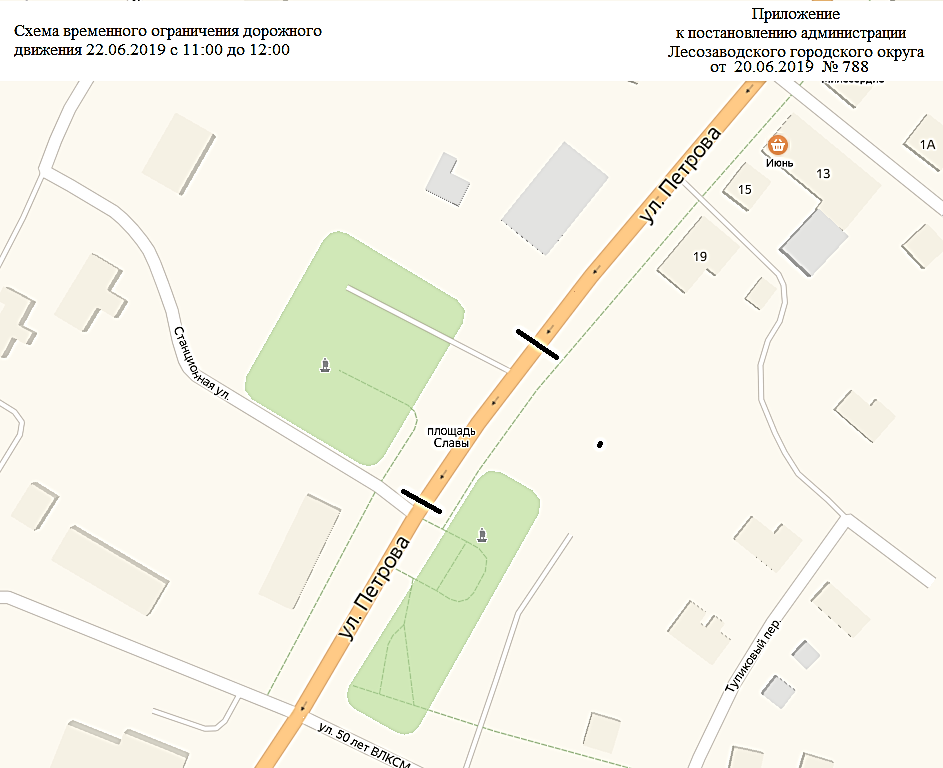 Схема временного ограничения дорожного
движения 22.06.2019 с 11:00 до 12:00
Приложение
к постановлению администрации
Лесозаводского городского округа
от 20.06.2019 № 788
ул. Петрова
Июнь
13
1А
15
19
Станционная ул.
площадь
Славы
ул. Петрова
Тупиковый пер.
ул. 50 лет ВЛКСМ